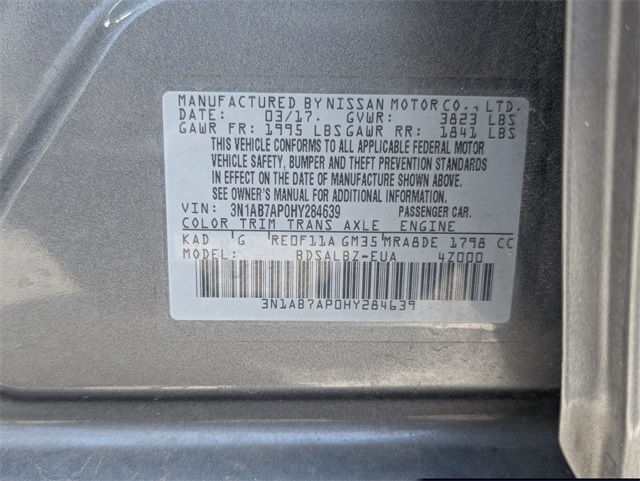 MANUFACTURED BY NISSAN MOTOR CO., LTD.
DATE: 03/17. GVWR: 3823 LBS
GAWR FR: 1995 LBS GAWR RR: 1841 LBS
THIS VEHICLE CONFORMS TO ALL APPLICABLE FEDERAL MOTOR
VEHICLE SAFETY, BUMPER AND THEFT PREVENTION STANDARDS
IN EFFECT ON THE DATE OF MANUFACTURE SHOWN ABOVE.
SEE OWNER'S MANUAL FOR ADDITIONAL INFORMATION.
VIN: 3N1AB7AP0HY284639 PASSENGER CAR.
COLOR TRIM TRANS AXLE ENGINE
KAD G RE0F11A GM35 MRA8DE 1798 CC
MODEL: BDSALBZ-EUA 4Z000
3N1AB7AP0HY284639